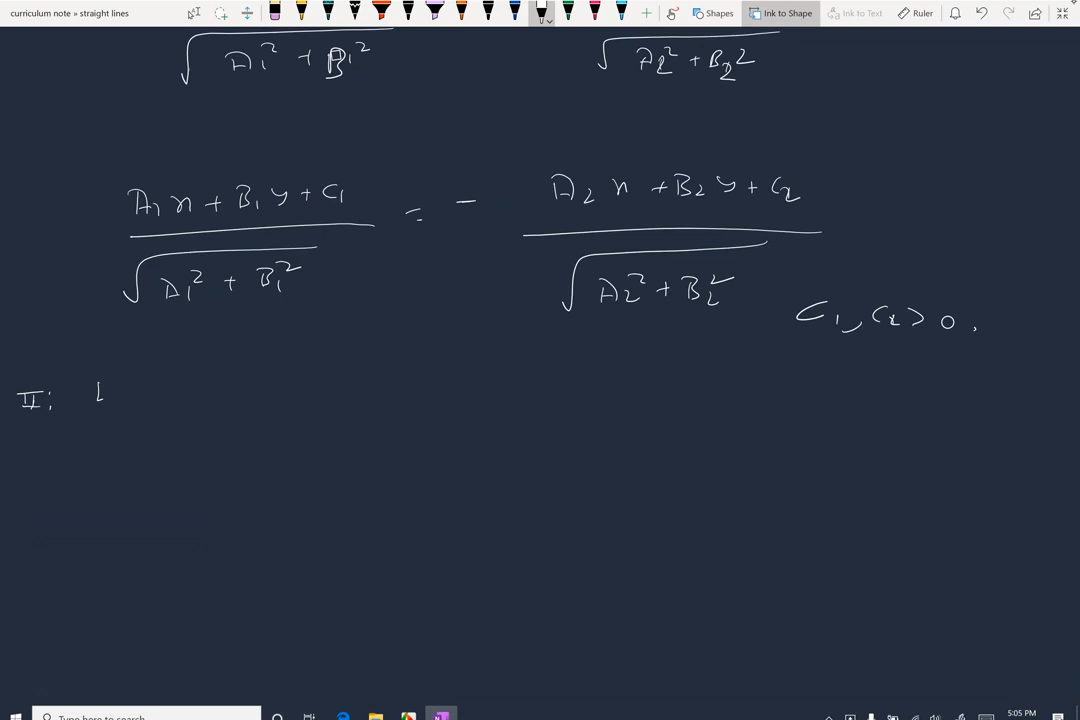 curriculum note » straight lines
Shapes
Ink to Shape
Ink to Text
Ruler
√(A₁² + B₁²) √(A₂² + B₂²)
A₁x + B₁y + C₁ = − A₂x + B₂y + C₂
√(A₁² + B₁²) √(A₂² + B₂²)
C₁, C₂ > 0,
II:
Type here to search
5:05 PM